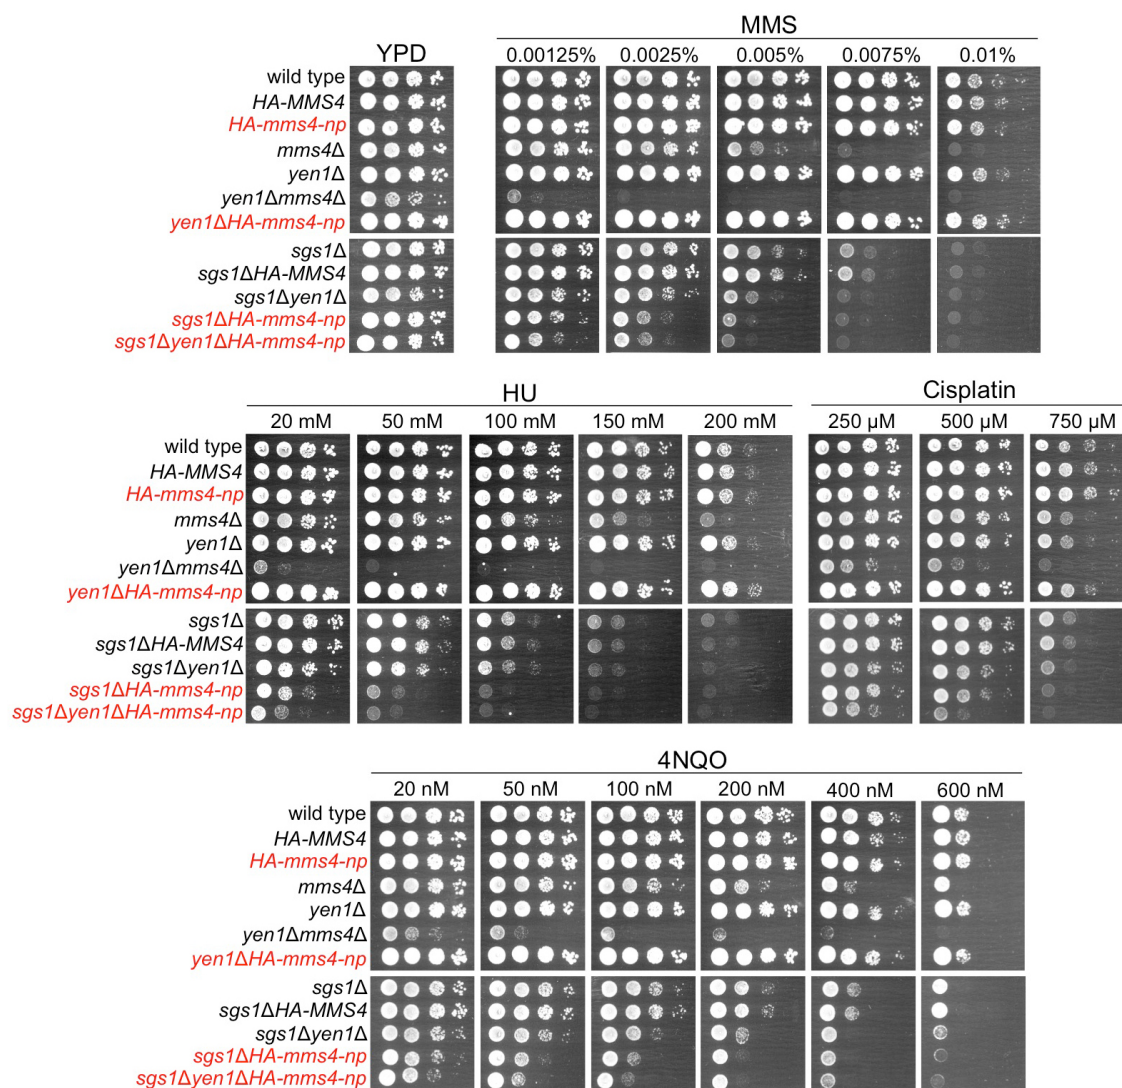 MMS
YPD
0.00125% 0.0025% 0.005% 0.0075% 0.01%
wild type
HA-MMS4
HA-mms4-np
mms4Δ
yen1Δ
yen1Δmms4Δ
yen1ΔHA-mms4-np
sgs1Δ
sgs1ΔHA-MMS4
sgs1Δyen1Δ
sgs1ΔHA-mms4-np
sgs1Δyen1ΔHA-mms4-np
HU Cisplatin
20 mM 50 mM 100 mM 150 mM 200 mM 250 µM 500 µM 750 µM
wild type
HA-MMS4
HA-mms4-np
mms4Δ
yen1Δ
yen1Δmms4Δ
yen1ΔHA-mms4-np
sgs1Δ
sgs1ΔHA-MMS4
sgs1Δyen1Δ
sgs1ΔHA-mms4-np
sgs1Δyen1ΔHA-mms4-np
4NQO
20 nM 50 nM 100 nM 200 nM 400 nM 600 nM
wild type
HA-MMS4
HA-mms4-np
mms4Δ
yen1Δ
yen1Δmms4Δ
yen1ΔHA-mms4-np
sgs1Δ
sgs1ΔHA-MMS4
sgs1Δyen1Δ
sgs1ΔHA-mms4-np
sgs1Δyen1ΔHA-mms4-np